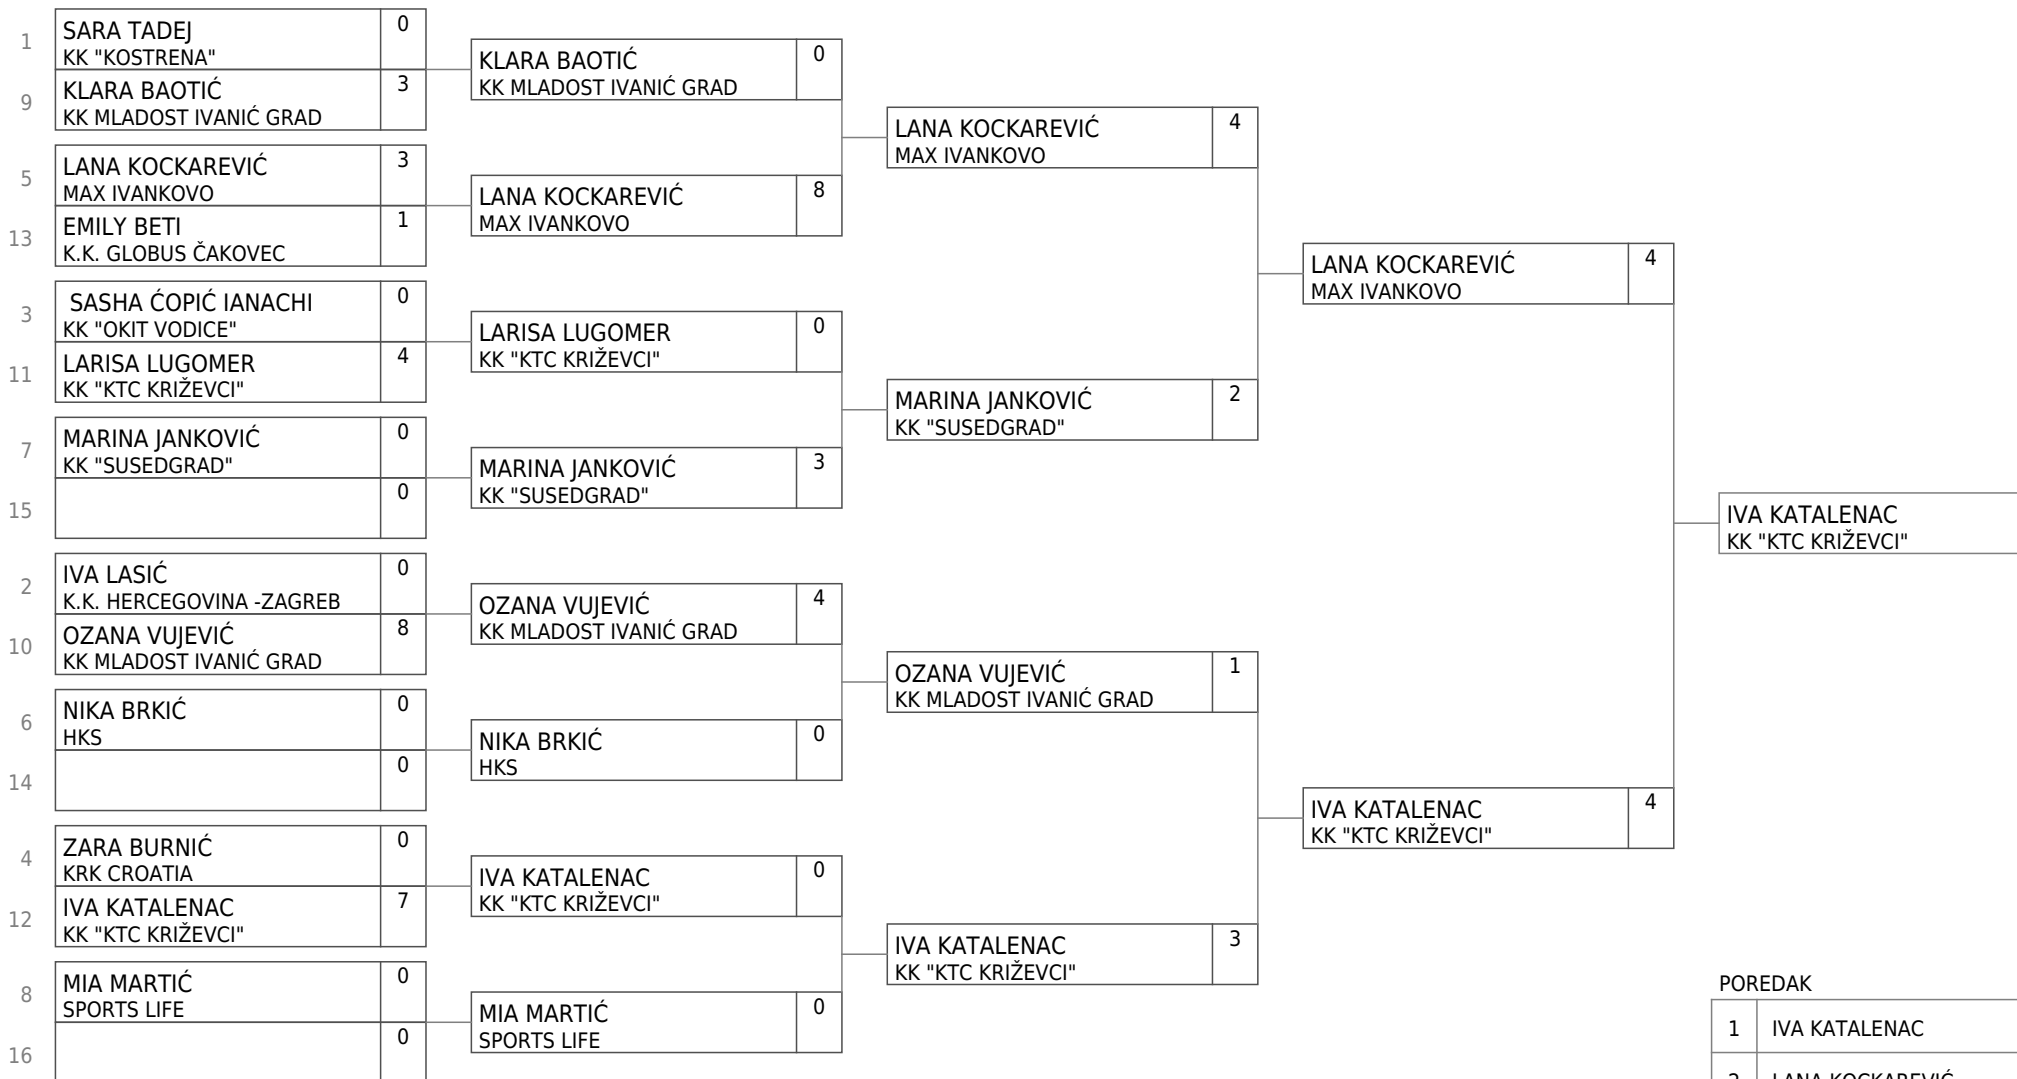 1
SARA TADEJ
0
KK "KOSTRENA"
9
KLARA BAOTIĆ
3
KK MLADOST IVANIĆ GRAD
5
LANA KOCKAREVIĆ
3
MAX IVANKOVO
13
EMILY BETI
1
K.K. GLOBUS ČAKOVEC
3
SASHA ĆOPIĆ IANACHI
0
KK "OKIT VODICE"
11
LARISA LUGOMER
4
KK "KTC KRIŽEVCI"
7
MARINA JANKOVIĆ
0
KK "SUSEDGRAD"
15
0
2
IVA LASIĆ
0
K.K. HERCEGOVINA -ZAGREB
10
OZANA VUJEVIĆ
8
KK MLADOST IVANIĆ GRAD
6
NIKA BRKIĆ
0
HKS
14
0
4
ZARA BURNIĆ
0
KRK CROATIA
12
IVA KATALENAC
7
KK "KTC KRIŽEVCI"
8
MIA MARTIĆ
0
SPORTS LIFE
16
0
KLARA BAOTIĆ
0
KK MLADOST IVANIĆ GRAD
LANA KOCKAREVIĆ
8
MAX IVANKOVO
LARISA LUGOMER
0
KK "KTC KRIŽEVCI"
MARINA JANKOVIĆ
3
KK "SUSEDGRAD"
OZANA VUJEVIĆ
4
KK MLADOST IVANIĆ GRAD
NIKA BRKIĆ
0
HKS
IVA KATALENAC
0
KK "KTC KRIŽEVCI"
MIA MARTIĆ
0
SPORTS LIFE
LANA KOCKAREVIĆ
4
MAX IVANKOVO
MARINA JANKOVIĆ
2
KK "SUSEDGRAD"
OZANA VUJEVIĆ
1
KK MLADOST IVANIĆ GRAD
IVA KATALENAC
3
KK "KTC KRIŽEVCI"
LANA KOCKAREVIĆ
4
MAX IVANKOVO
IVA KATALENAC
4
KK "KTC KRIŽEVCI"
IVA KATALENAC
KK "KTC KRIŽEVCI"
POREDAK
1 IVA KATALENAC
2 LANA KOCKAREVIĆ